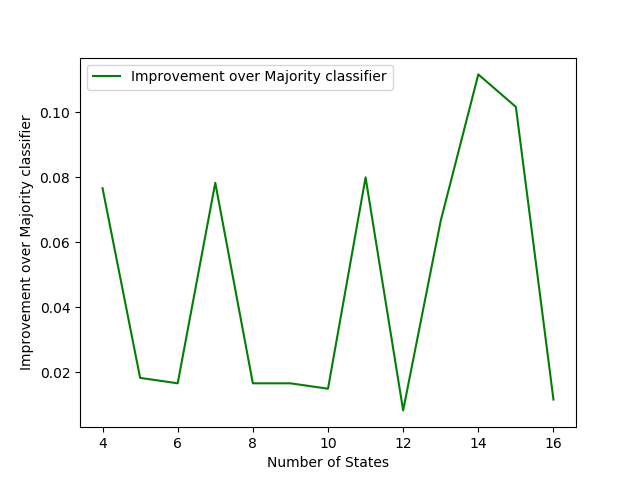 Improvement over Majority classifier
Improvement over Majority classifier
0.10
0.08
0.06
0.04
0.02
4 6 8 10 12 14 16
Number of States